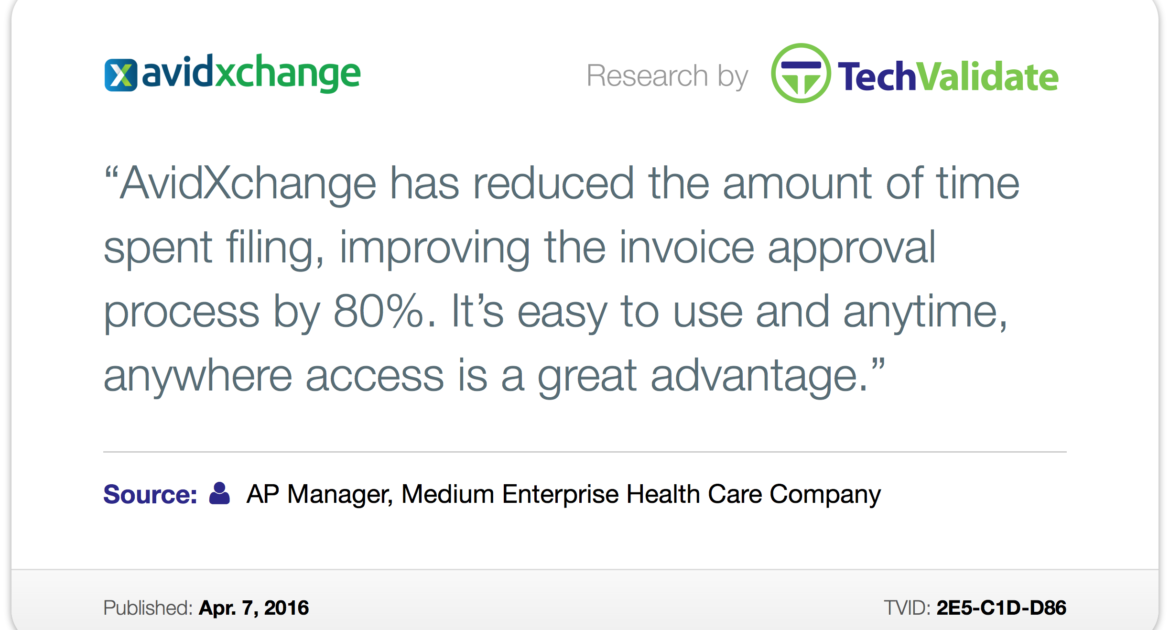 avidxchange
Research by TechValidate
“AvidXchange has reduced the amount of time
spent filing, improving the invoice approval
process by 80%. It’s easy to use and anytime,
anywhere access is a great advantage.”
Source: AP Manager, Medium Enterprise Health Care Company
Published: Apr. 7, 2016
TVID: 2E5-C1D-D86